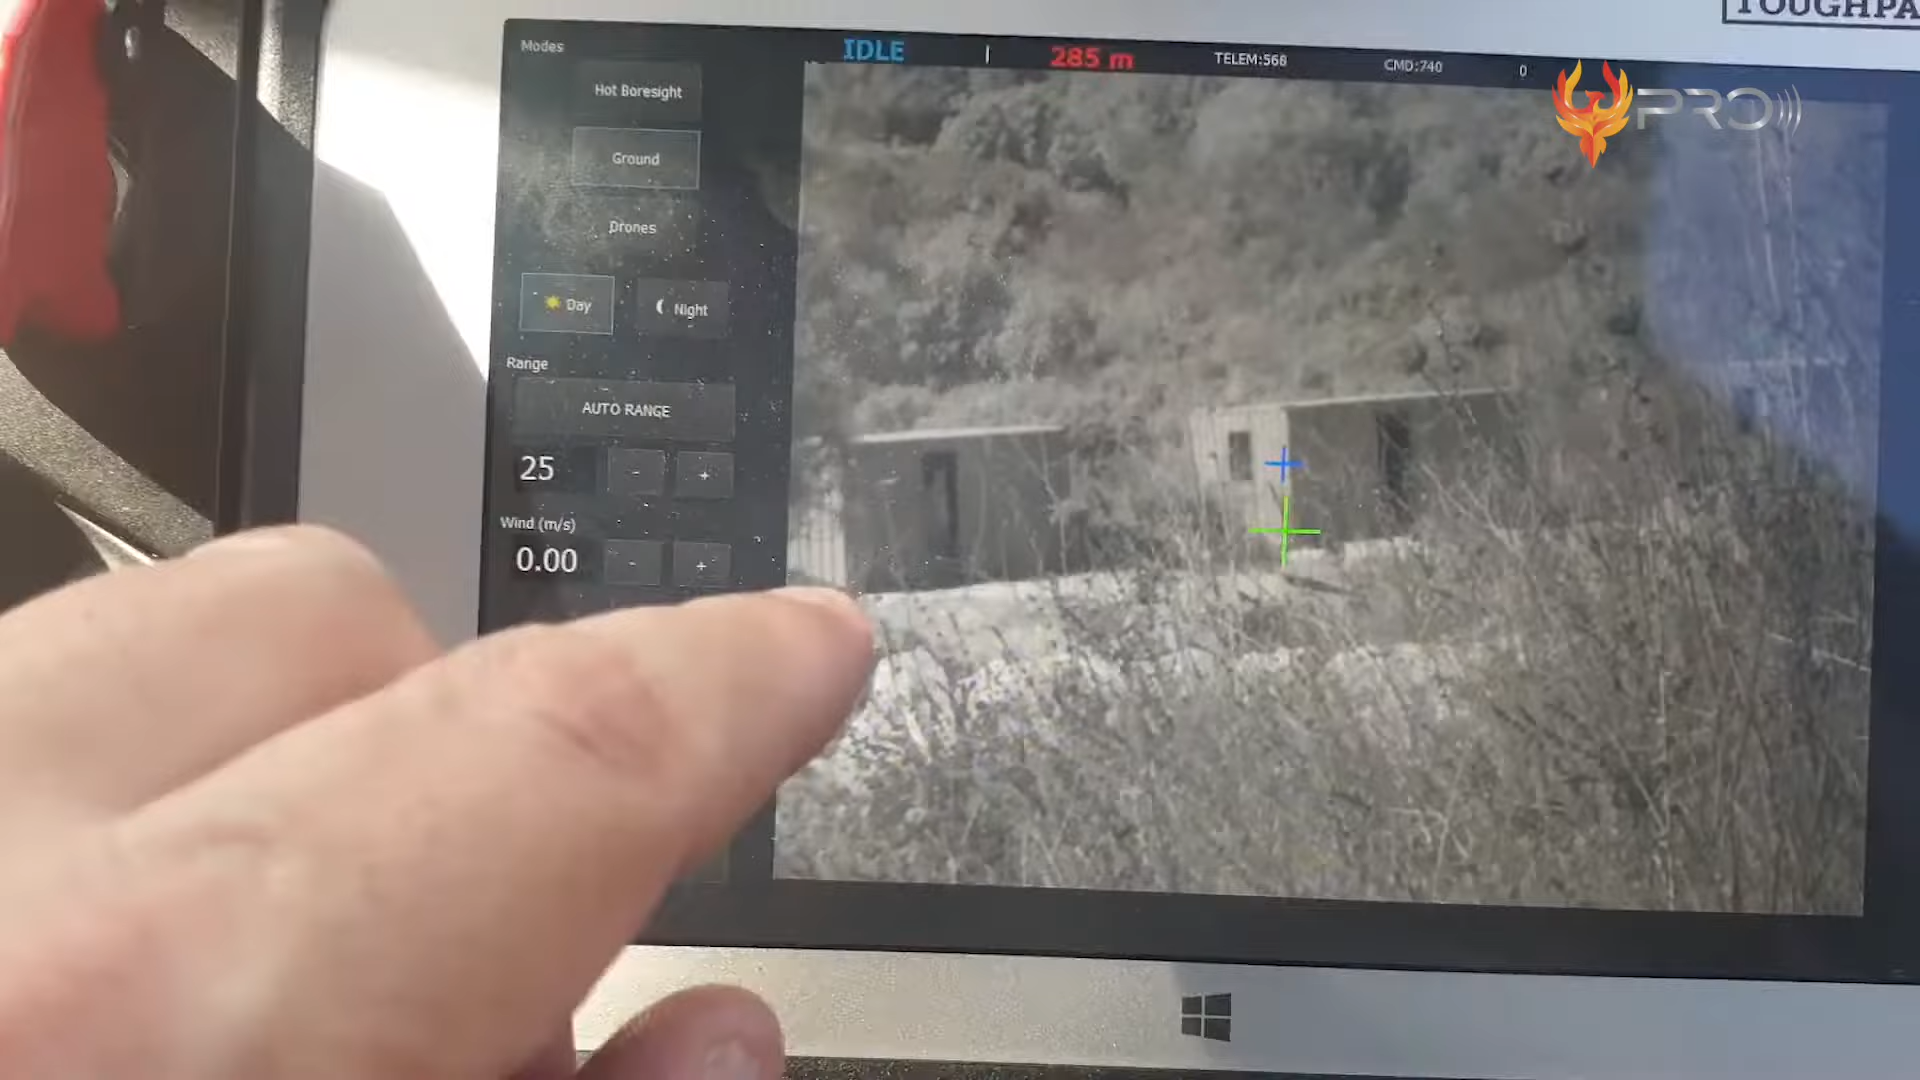 TOUGHPA
Modes
IDLE | 285 m TELEM:568 CMD:740 0
Hot Boresight
PRO
Ground
Drones
Day Night
Range
AUTO RANGE
25 - +
Wind (m/s)
0.00 - +